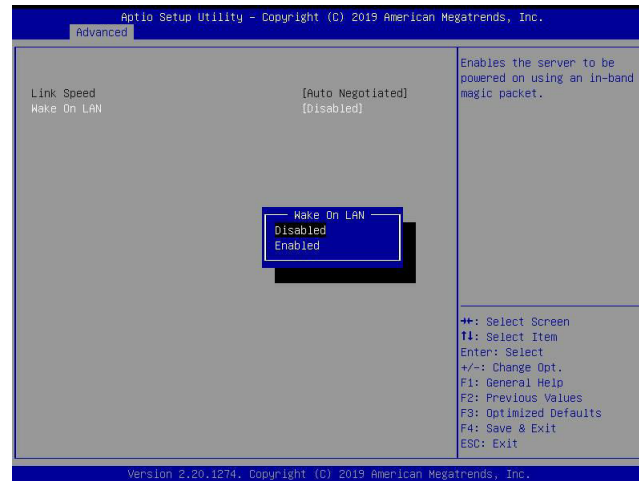 Aptio Setup Utility – Copyright (C) 2019 American Megatrends, Inc.
Advanced
Link Speed [Auto Negotiated]
Wake On LAN [Disabled]
Wake On LAN
Disabled
Enabled
Enables the server to be
powered on using an in-band
magic packet.
→←: Select Screen
↑↓: Select Item
Enter: Select
+/-: Change Opt.
F1: General Help
F2: Previous Values
F3: Optimized Defaults
F4: Save & Exit
ESC: Exit
Version 2.20.1274. Copyright (C) 2019 American Megatrends, Inc.